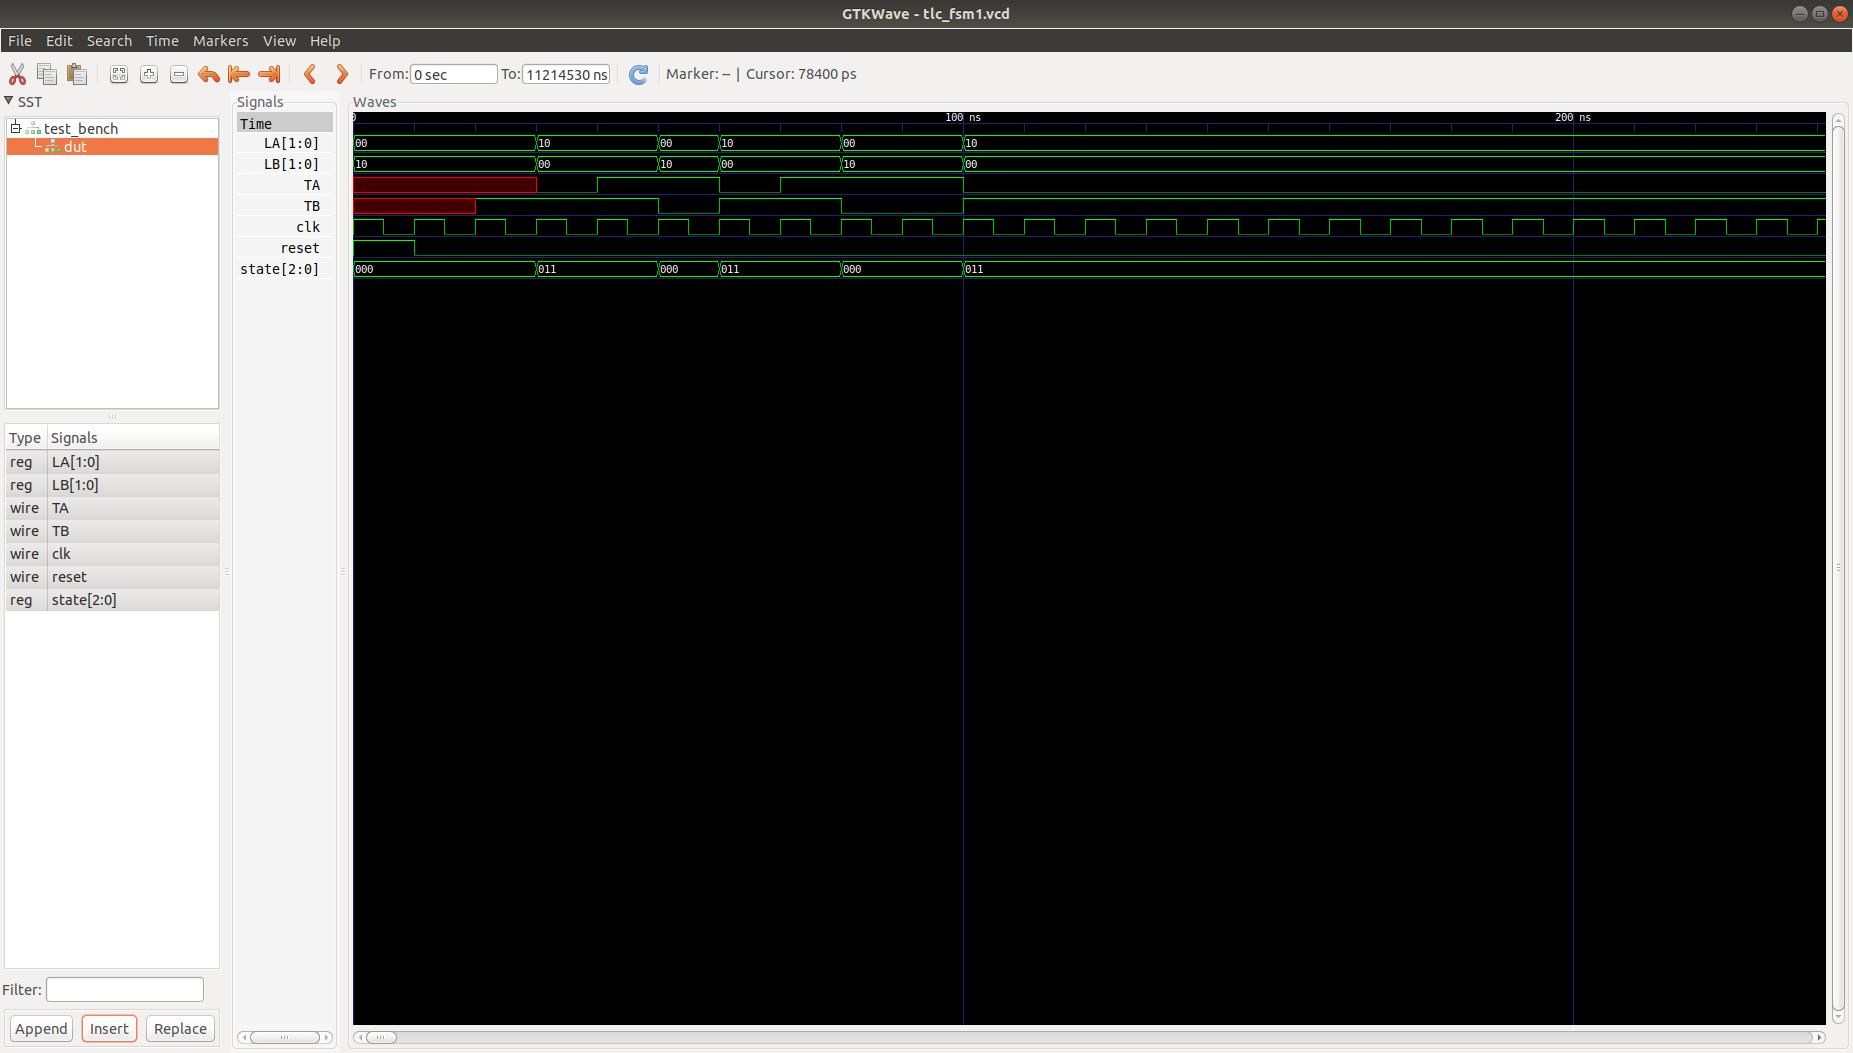 GTKWave - tlc_fsm1.vcd
File Edit Search Time Markers View Help
From: 0 sec To: 11214530 ns Marker: -- | Cursor: 78400 ps
SST
test_bench
dut
Type Signals
reg LA[1:0]
reg LB[1:0]
wire TA
wire TB
wire clk
wire reset
reg state[2:0]
Filter:
Append Insert Replace
Signals
Time
LA[1:0]
LB[1:0]
TA
TB
clk
reset
state[2:0]
Waves
0 100 ns 200 ns
00 10 00 10 00 10
10 00 10 00 10 00
000 011 000 011 000 011